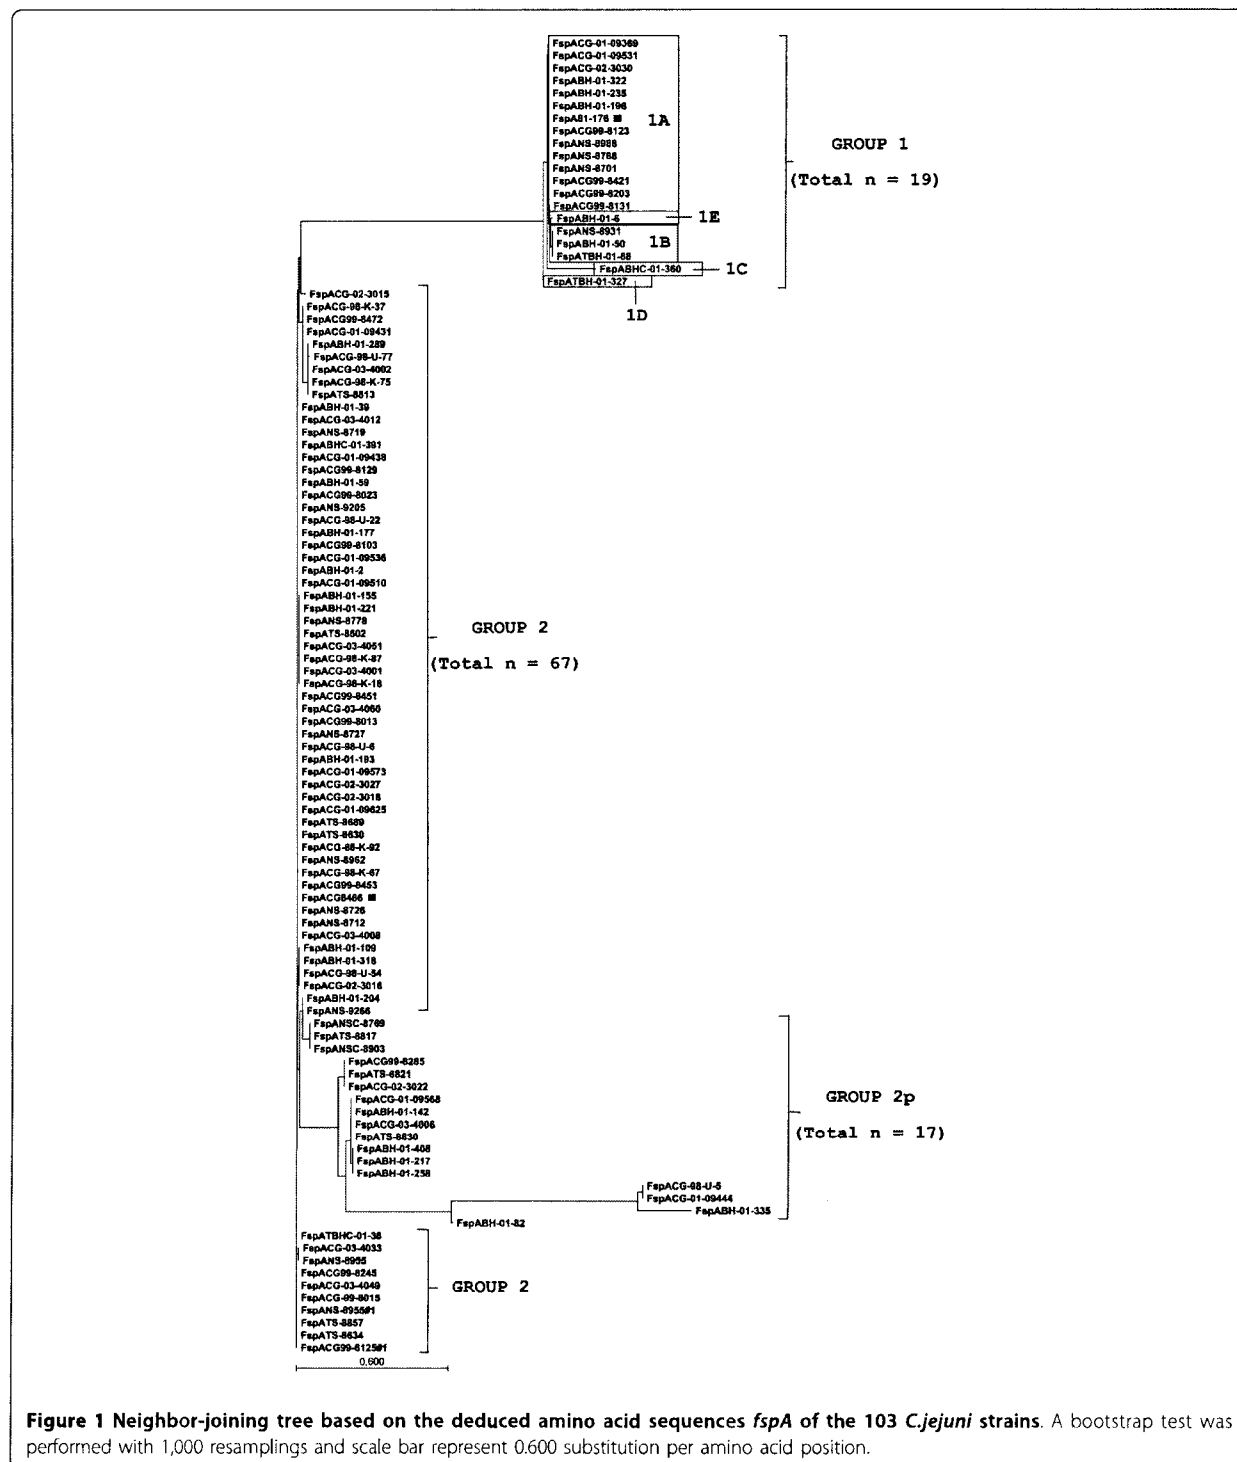 FspACG-01-09369
FspACG-01-09531
FspACG-02-3030
FspABH-01-322
FspABH-01-235
FspABH-01-196
FspA81-176 ■
1A
FspACG99-8123
FspANS-8986
FspANS-8768
FspANS-8701
FspACG99-8421
FspACG99-8203
FspACG99-8131
FspABH-01-5
1E
FspANS-8931
FspABH-01-50
1B
FspATBH-01-68
FspABHC-01-360
1C
FspATBH-01-327
1D
GROUP 1
(Total n = 19)
FspACG-02-3015
FspACG-98-K-37
FspACG99-8472
FspACG-01-09431
FspABH-01-289
FspACG-98-U-77
FspACG-03-4002
FspACG-98-K-75
FspATS-8813
FspABH-01-39
FspACG-03-4012
FspANS-8719
FspABHC-01-391
FspACG-01-09438
FspACG99-8129
FspABH-01-59
FspACG99-8023
FspANS-9205
FspACG-98-U-22
FspABH-01-177
FspACG99-8103
FspACG-01-09536
FspABH-01-2
FspACG-01-09510
FspABH-01-155
FspABH-01-221
FspANS-8778
FspATS-8602
FspACG-03-4051
FspACG-98-K-87
FspACG-03-4001
FspACG-98-K-18
FspACG99-8451
FspACG-03-4060
FspACG99-8013
FspANS-8727
FspACG-98-U-6
FspABH-01-193
FspACG-01-09573
FspACG-02-3027
FspACG-02-3018
FspACG-01-09625
FspATS-8689
FspATS-8630
FspACG-98-K-92
FspANS-8962
FspACG-98-K-67
FspACG99-8453
FspACG8486 ■
FspANS-8726
FspANS-8712
FspACG-03-4008
FspABH-01-109
FspABH-01-318
FspACG-98-U-54
FspACG-02-3016
FspABH-01-204
FspANS-9266
GROUP 2
(Total n = 67)
FspANSC-8769
FspATS-8817
FspANSC-8903
FspACG99-8285
FspATS-8821
FspACG-02-3022
FspACG-01-09568
FspABH-01-142
FspACG-03-4006
FspATS-8830
FspABH-01-408
FspABH-01-217
FspABH-01-258
FspACG-98-U-5
FspACG-01-09444
FspABH-01-335
FspABH-01-82
GROUP 2p
(Total n = 17)
FspATBHC-01-38
FspACG-03-4033
FspANS-8955
FspACG99-8245
FspACG-03-4049
FspACG-99-8015
FspANS-8955#1
FspATS-8857
FspATS-8634
FspACG99-8125#1
GROUP 2
0.600
Figure 1 Neighbor-joining tree based on the deduced amino acid sequences fspA of the 103 C.jejuni strains. A bootstrap test was
performed with 1,000 resamplings and scale bar represent 0.600 substitution per amino acid position.